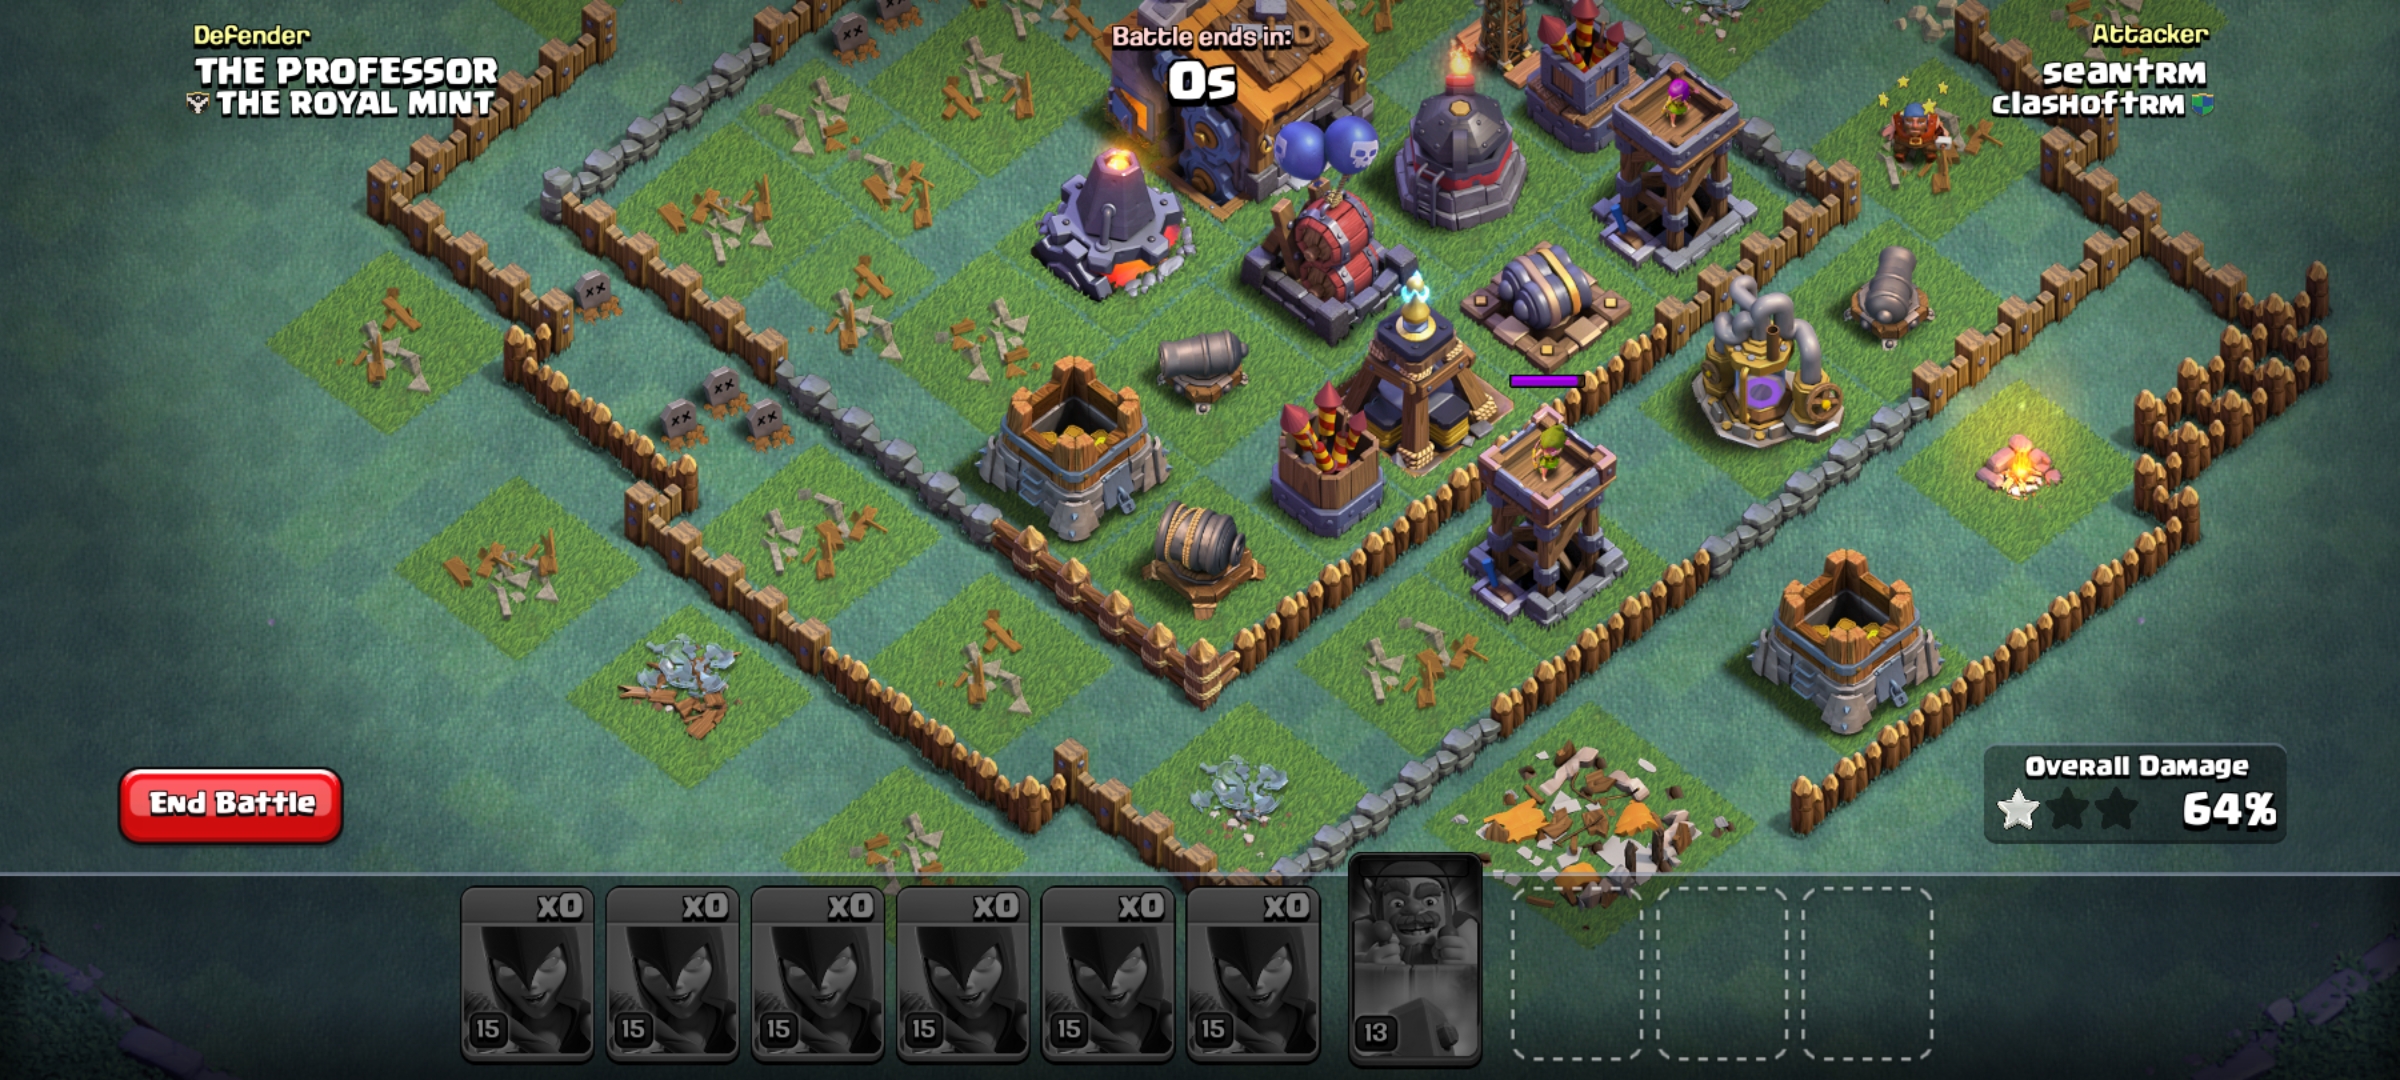 Defender
THE PROFESSOR
THE ROYAL MINT
Battle ends in:
0s
Attacker
seantRM
clashoftRM
End Battle
Overall Damage
64%
x0
x0
x0
x0
x0
x0
15
15
15
15
15
15
13